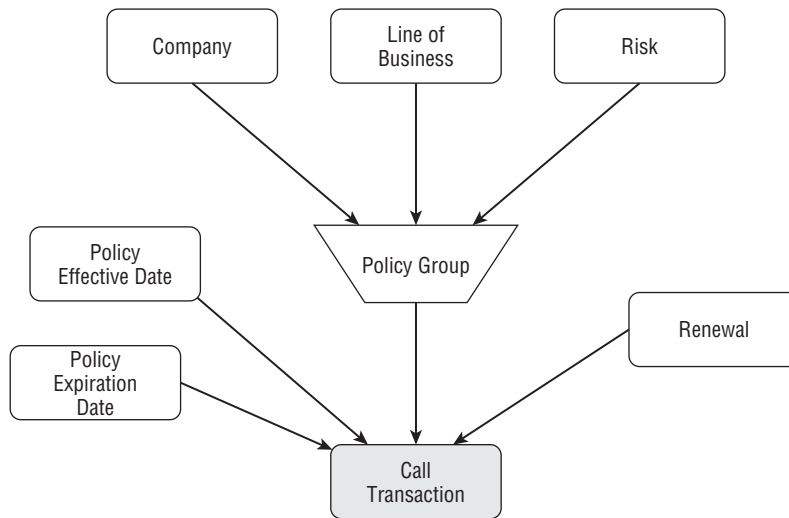 Company
Line of
Business
Risk
Policy Group
Policy
Effective Date
Renewal
Policy
Expiration
Date
Call
Transaction